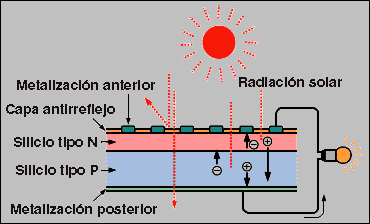 Metalización anterior
Radiación solar
Capa antirreflejo
Silicio tipo N
Silicio tipo P
Metalización posterior